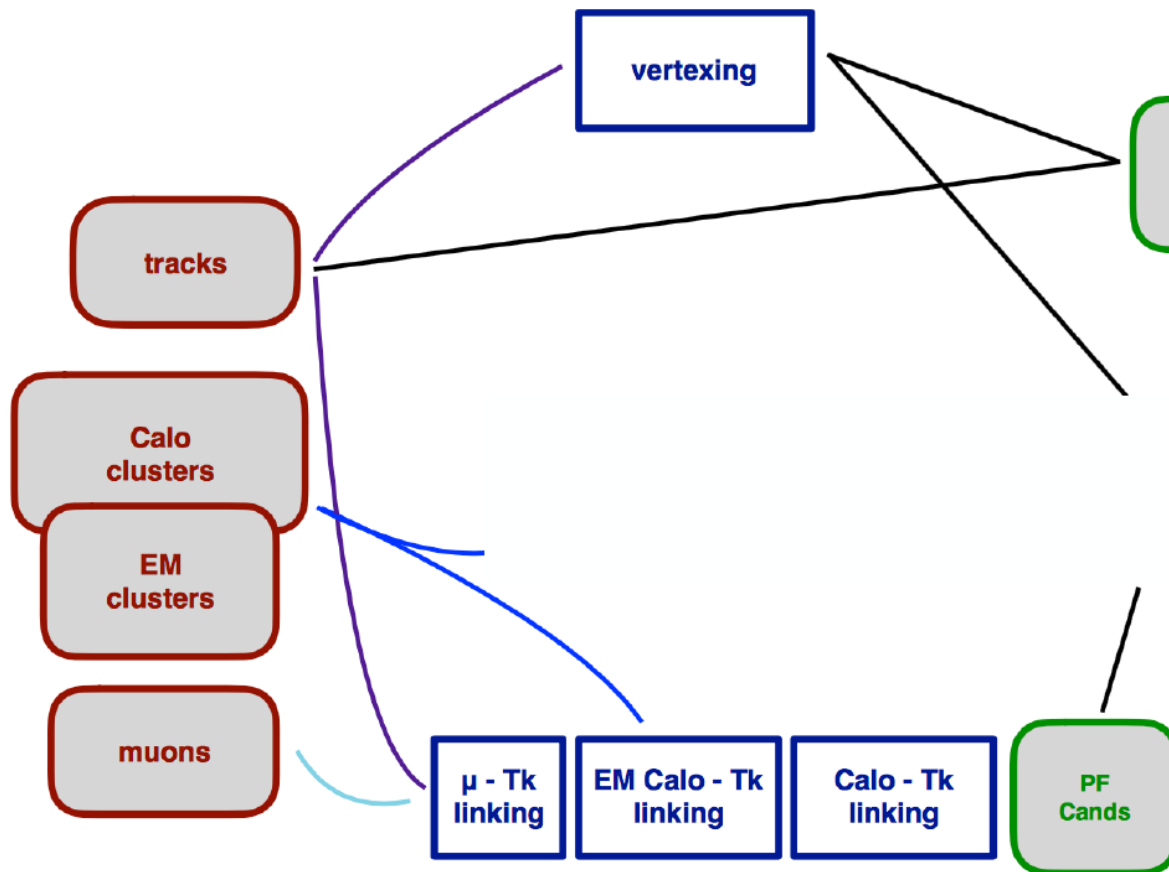 vertexing
tracks
Calo
clusters
EM
clusters
muons
µ - Tk
linking
EM Calo - Tk
linking
Calo - Tk
linking
PF
Cands